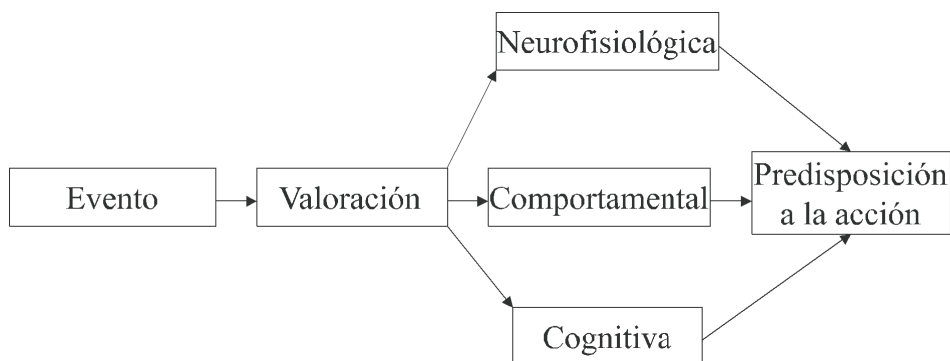 Neurofisiológica
Evento
Valoración
Comportamental
Predisposición
a la acción
Cognitiva